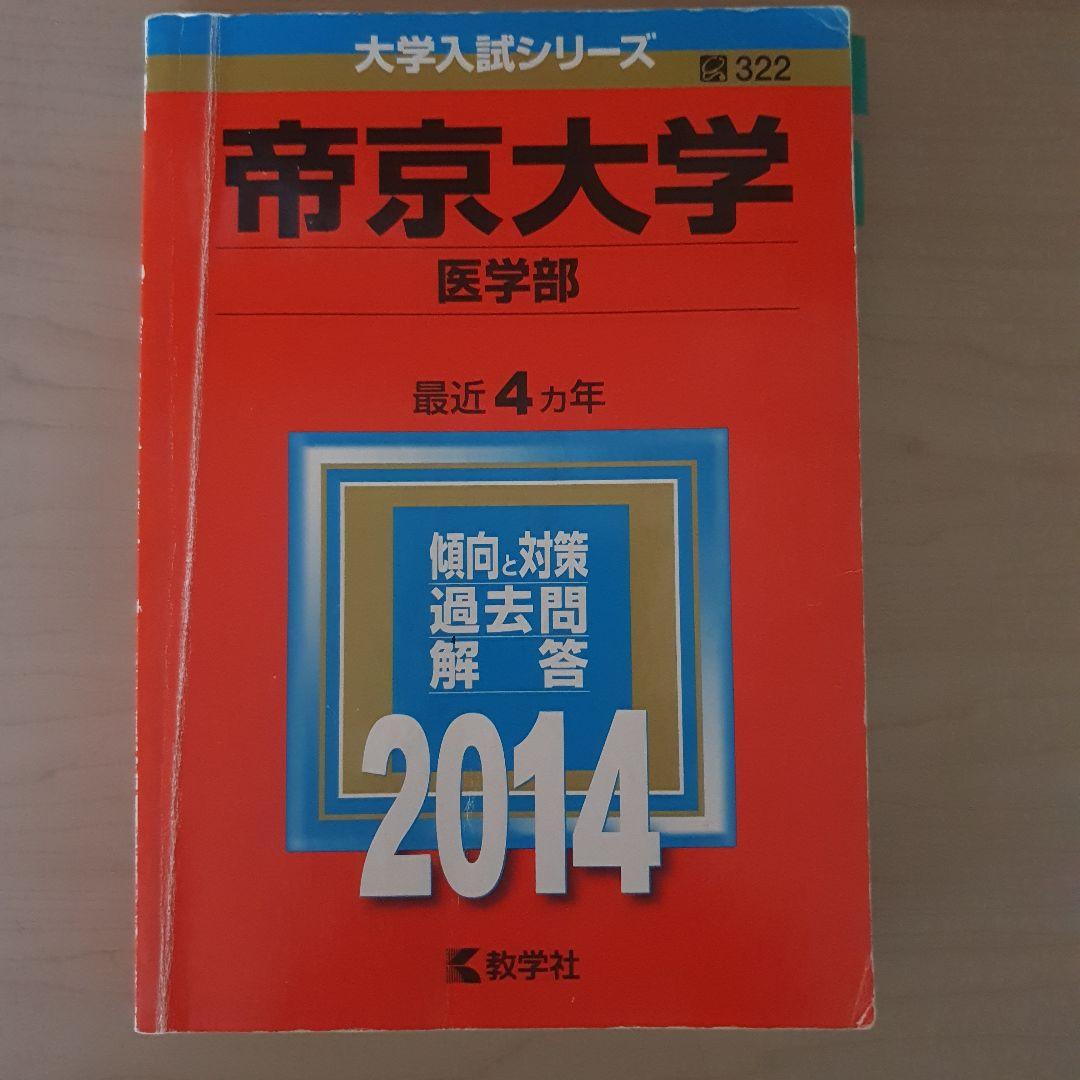 大学入試シリーズ
322
帝京大学
医学部
最近4カ年
傾向と対策
過去問
解答
2014
教学社